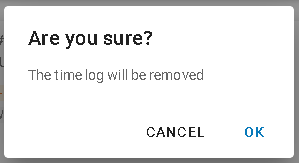 Are you sure?
The time log will be removed
CANCEL OK